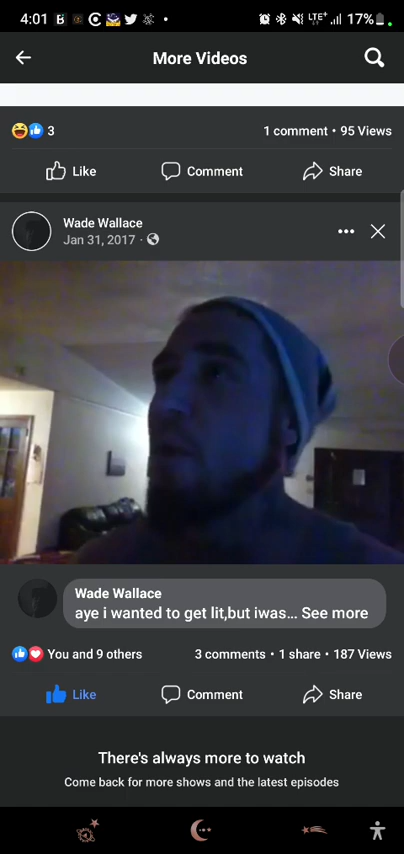 4:01 B C LTE+ 17%
More Videos
3 1 comment • 95 Views
Like Comment Share
Wade Wallace
Jan 31, 2017 ·
Wade Wallace
aye i wanted to get lit,but iwas... See more
You and 9 others 3 comments • 1 share • 187 Views
Like Comment Share
There's always more to watch
Come back for more shows and the latest episodes